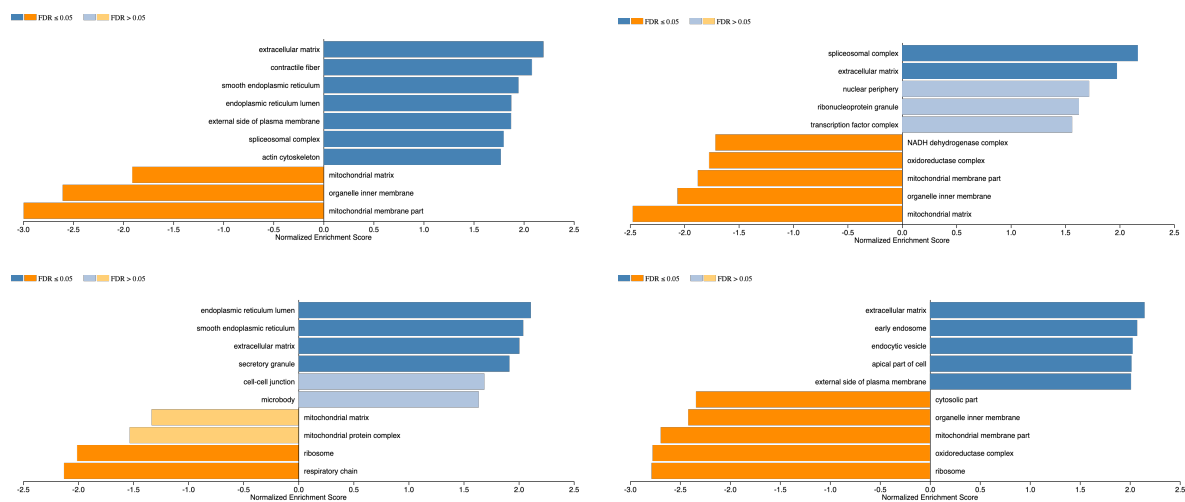 FDR ≤ 0.05 FDR > 0.05
extracellular matrix
contractile fiber
smooth endoplasmic reticulum
endoplasmic reticulum lumen
external side of plasma membrane
spliceosomal complex
actin cytoskeleton
mitochondrial matrix
organelle inner membrane
mitochondrial membrane part
-3.0 -2.5 -2.0 -1.5 -1.0 -0.5 0.0 0.5 1.0 1.5 2.0 2.5
Normalized Enrichment Score
FDR ≤ 0.05 FDR > 0.05
spliceosomal complex
extracellular matrix
nuclear periphery
ribonucleoprotein granule
transcription factor complex
NADH dehydrogenase complex
oxidoreductase complex
mitochondrial membrane part
organelle inner membrane
mitochondrial matrix
-2.5 -2.0 -1.5 -1.0 -0.5 0.0 0.5 1.0 1.5 2.0 2.5
Normalized Enrichment Score
FDR ≤ 0.05 FDR > 0.05
endoplasmic reticulum lumen
smooth endoplasmic reticulum
extracellular matrix
secretory granule
cell-cell junction
microbody
mitochondrial matrix
mitochondrial protein complex
ribosome
respiratory chain
-2.5 -2.0 -1.5 -1.0 -0.5 0.0 0.5 1.0 1.5 2.0 2.5
Normalized Enrichment Score
FDR ≤ 0.05 FDR > 0.05
extracellular matrix
early endosome
endocytic vesicle
apical part of cell
external side of plasma membrane
cytosolic part
organelle inner membrane
mitochondrial membrane part
oxidoreductase complex
ribosome
-3.0 -2.5 -2.0 -1.5 -1.0 -0.5 0.0 0.5 1.0 1.5 2.0 2.5
Normalized Enrichment Score